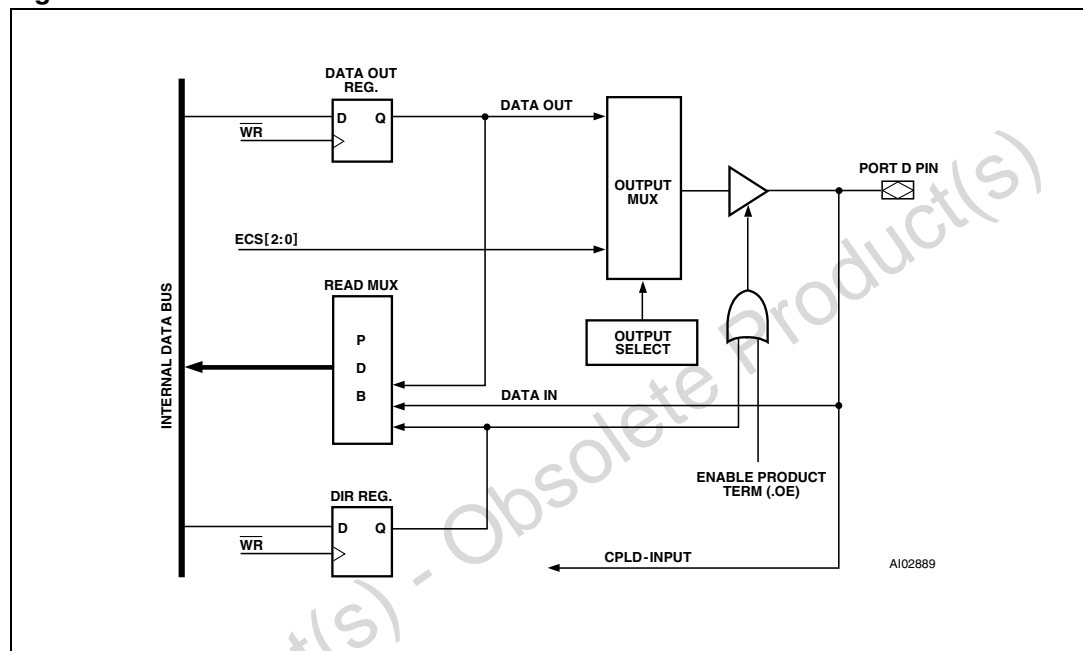 DATA OUT
REG.
D Q
WR
DATA OUT
ECS[2:0]
OUTPUT
MUX
PORT D PIN
READ MUX
P
D
B
OUTPUT
SELECT
INTERNAL DATA BUS
DATA IN
ENABLE PRODUCT
TERM (.OE)
DIR REG.
D Q
WR
CPLD-INPUT
AI02889
t(s) - Obsolete Product(s)